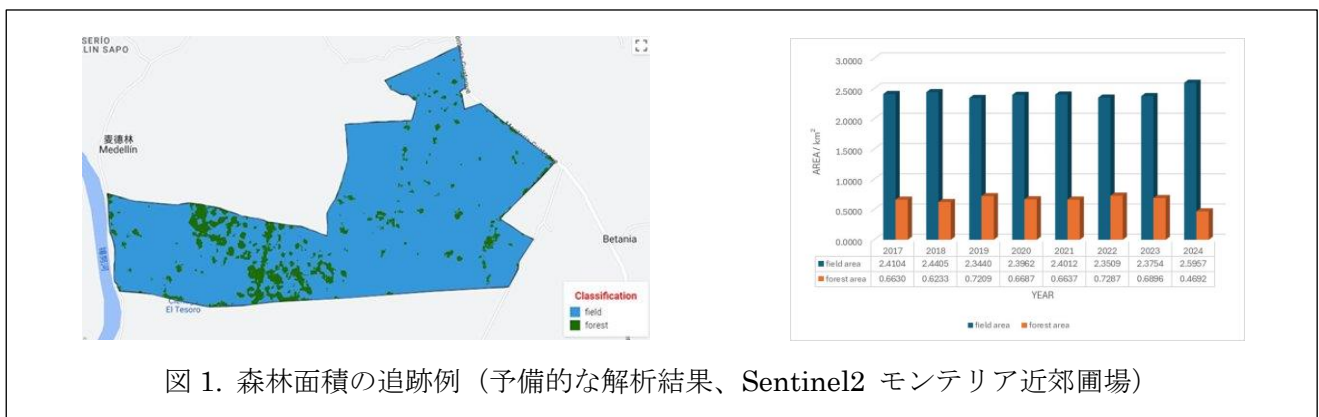 SERÍO
LIN SAPO
麦德林
Medellín
Betania
El Tesoro
Classification
field
forest
3.0000
2.5000
2.0000
1.5000
1.0000
0.5000
0.0000
AREA / km²
2017 2018 2019 2020 2021 2022 2023 2024
field area 2.4104 2.4405 2.3440 2.3962 2.4012 2.3509 2.3754 2.5957
forest area 0.6630 0.6233 0.7209 0.6687 0.6637 0.7287 0.6896 0.4692
YEAR
field area forest area
図 1. 森林面積の追跡例（予備的な解析結果、Sentinel2 モンテリア近郊圃場）